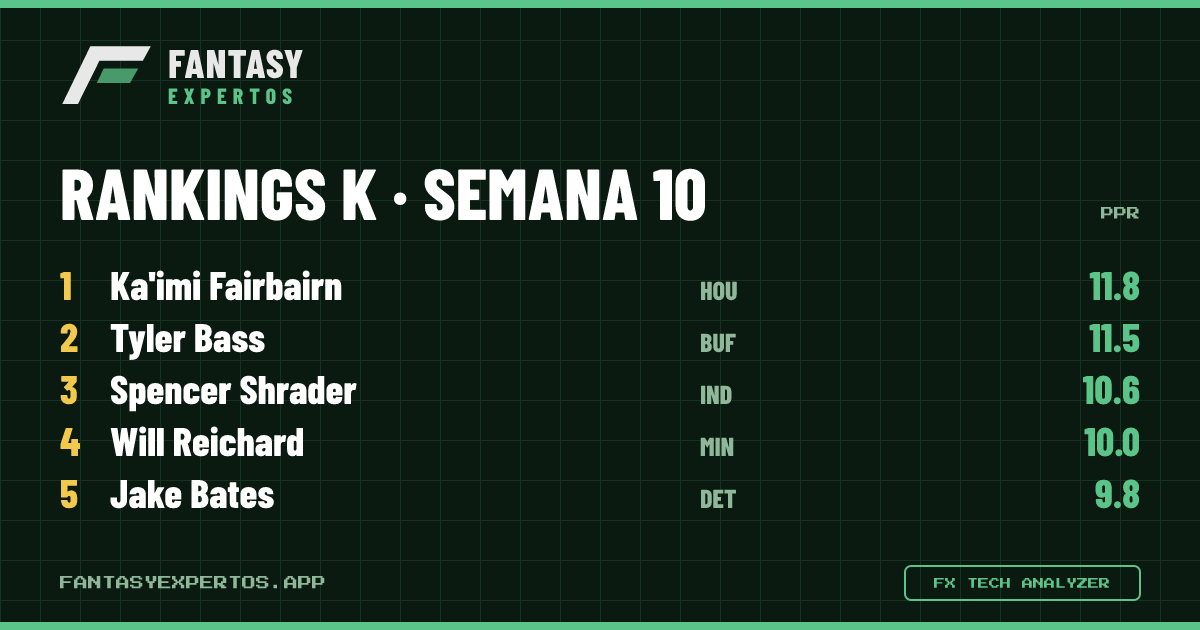 FANTASY
EXPERTOS
RANKINGS K · SEMANA 10
PPR
1 Ka'imi Fairbairn HOU 11.8
2 Tyler Bass BUF 11.5
3 Spencer Shrader IND 10.6
4 Will Reichard MIN 10.0
5 Jake Bates DET 9.8
FANTASYEXPERTOS.APP
FX TECH ANALYZER